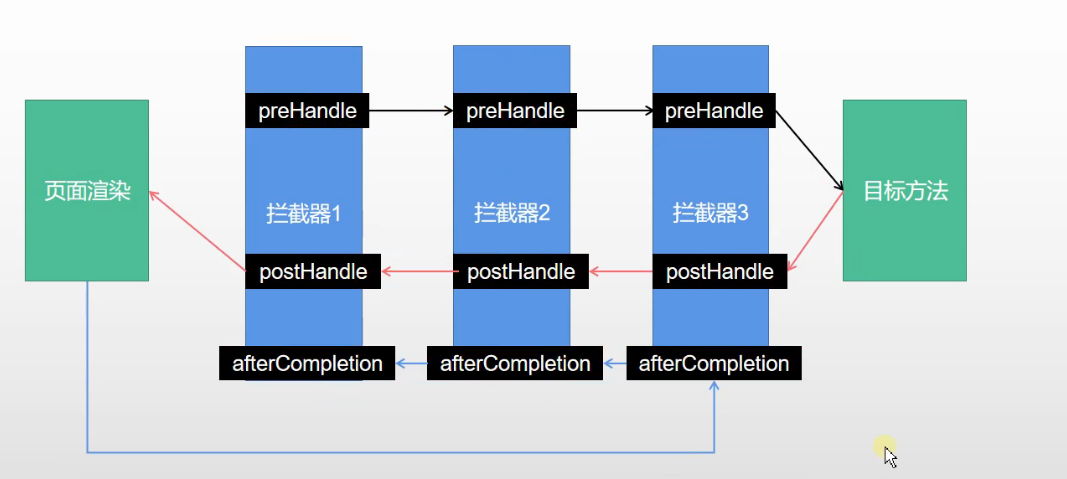 preHandle
preHandle
preHandle
页面渲染
拦截器1
拦截器2
拦截器3
目标方法
postHandle
postHandle
postHandle
afterCompletion
afterCompletion
afterCompletion